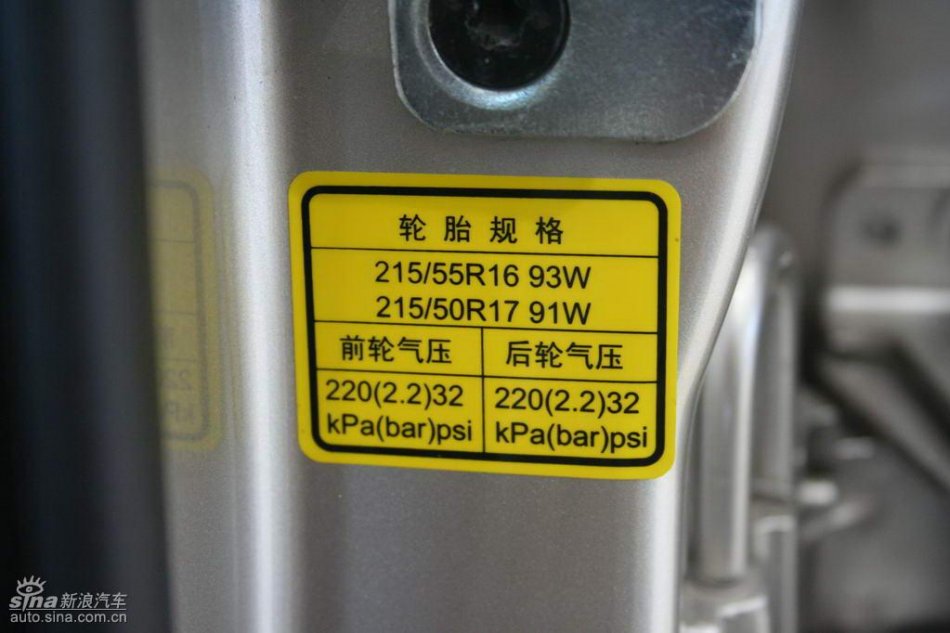 轮胎规格
215/55R16 93W
215/50R17 91W
前轮气压 后轮气压
220(2.2)32 220(2.2)32
kPa(bar)psi kPa(bar)psi
sina新浪汽车
auto.sina.com.cn